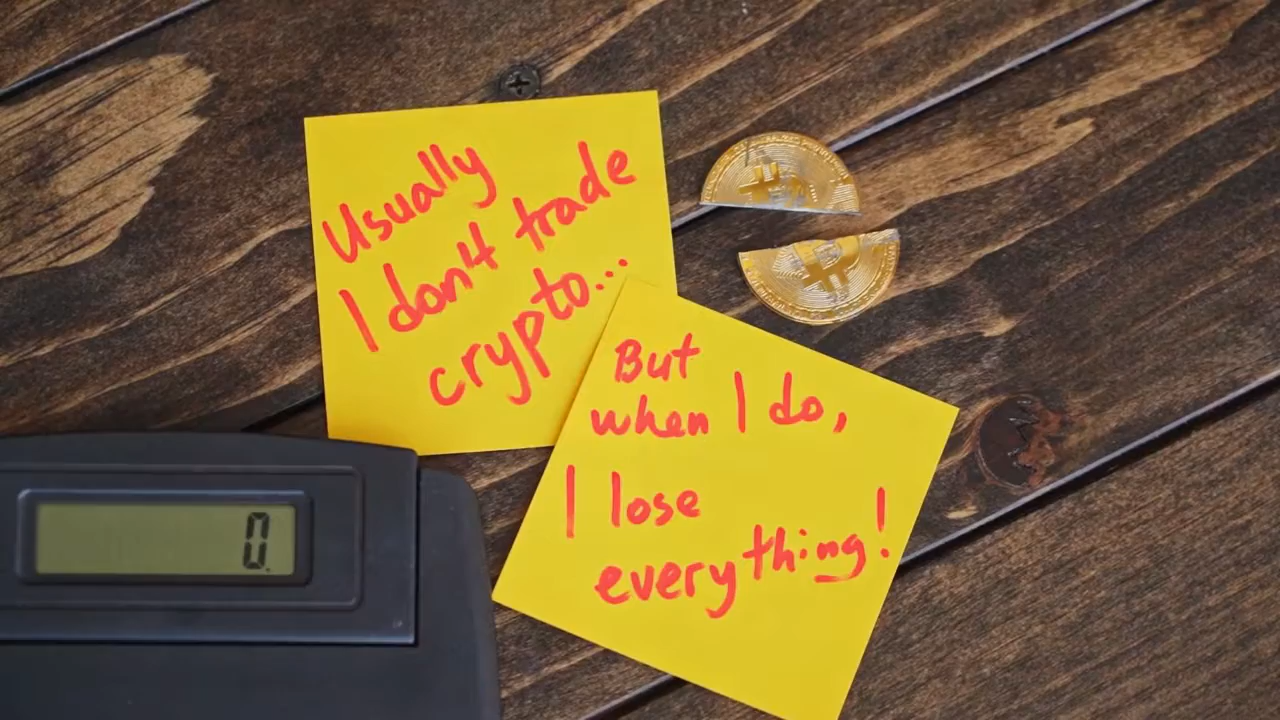 Usually
I don't trade
crypto...
But
when I do,
I lose
everything!
0.